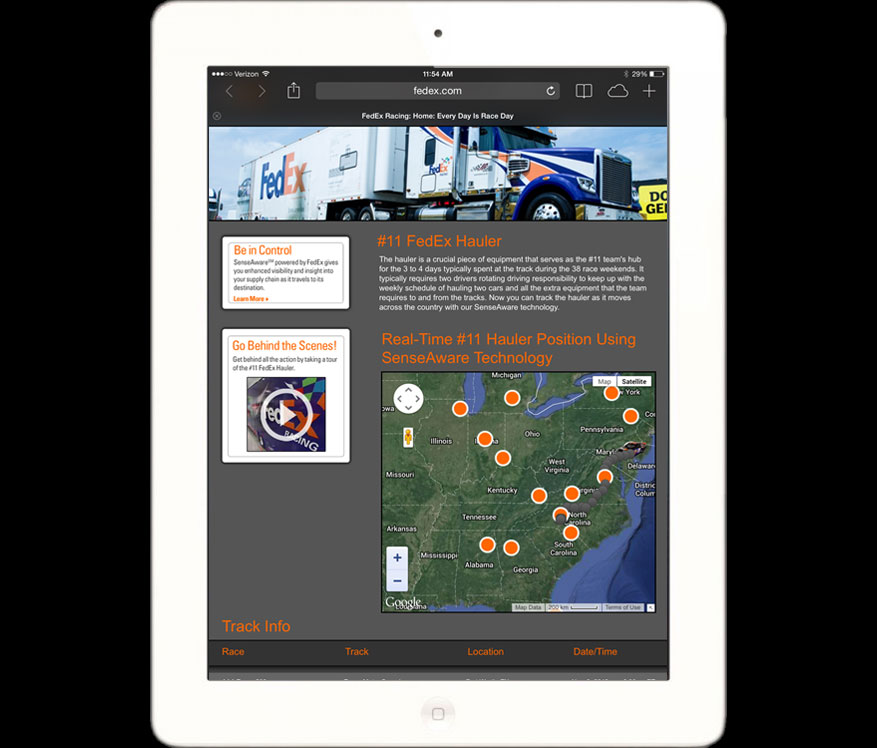 Verizon 11:54 AM 29%
fedex.com
FedEx Racing: Home: Every Day Is Race Day
FedEx
FedEx
DO
GE
Be in Control
SenseAware℠ powered by FedEx gives
you enhanced visibility and insight into
your supply chain as it travels to its
destination.
Learn More
Go Behind the Scenes!
Get behind all the action by taking a tour
of the #11 FedEx Hauler.
FedEx
RACING
#11 FedEx Hauler
The hauler is a crucial piece of equipment that serves as the #11 team's hub
for the 3 to 4 days typically spent at the track during the 38 race weekends. It
typically requires two drivers rotating driving responsibility to keep up with the
weekly schedule of hauling two cars and all the extra equipment that the team
requires to and from the tracks. Now you can track the hauler as it moves
across the country with our SenseAware technology.
Real-Time #11 Hauler Position Using
SenseAware Technology
Michigan
Map Satellite
owa
York
Illinois
Ohio
Pennsylvania
Missouri
West
Virginia
Maryl
Delaware
Kentucky
Distric
Colum
Tennessee
North
arolina
Arkansas
South
Carolina
Mississippi
Alabama
Georgia
Google
Louisiana
Map Data 200 km Terms of Use
Track Info
Race Track Location Date/Time